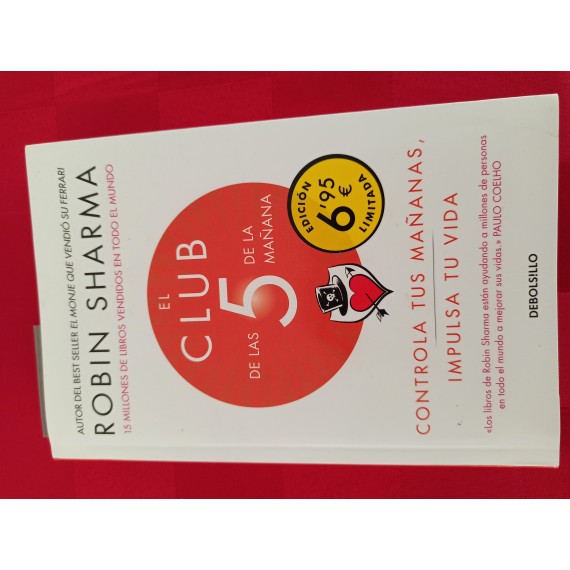 AUTOR DEL BEST SELLER EL MONJE QUE VENDIÓ SU FERRARI
ROBIN SHARMA
15 MILLONES DE LIBROS VENDIDOS EN TODO EL MUNDO
EL
CLUB
DE LAS 5 DE LA
MAÑANA
EDICIÓN
6,95
€
LIMITADA
CONTROLA TUS MAÑANAS,
IMPULSA TU VIDA
«Los libros de Robin Sharma están ayudando a millones de personas
en todo el mundo a mejorar sus vidas.» PAULO COELHO
DEBOLSILLO